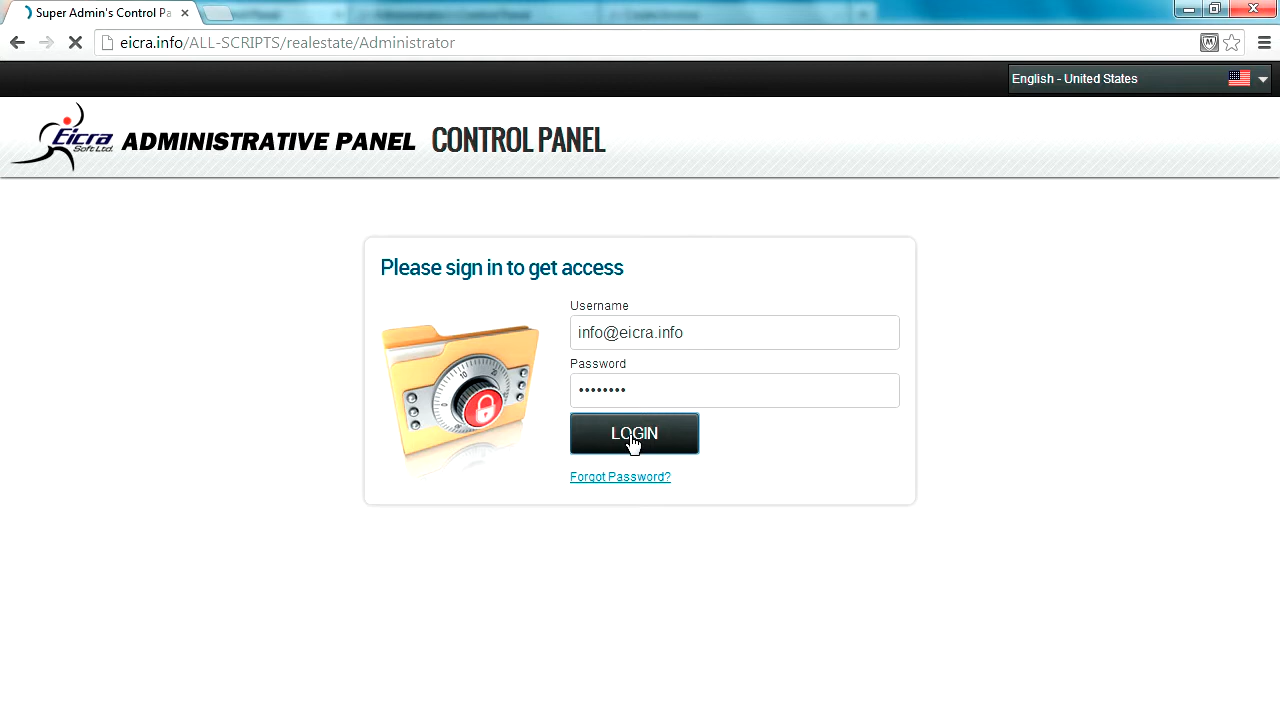 Super Admin's Control Pa
eicra.info/ALL-SCRIPTS/realestate/Administrator
English - United States
Eicra
Soft Ltd.
ADMINISTRATIVE PANEL CONTROL PANEL
Please sign in to get access
Username
info@eicra.info
Password
••••••••
LOGIN
Forgot Password?